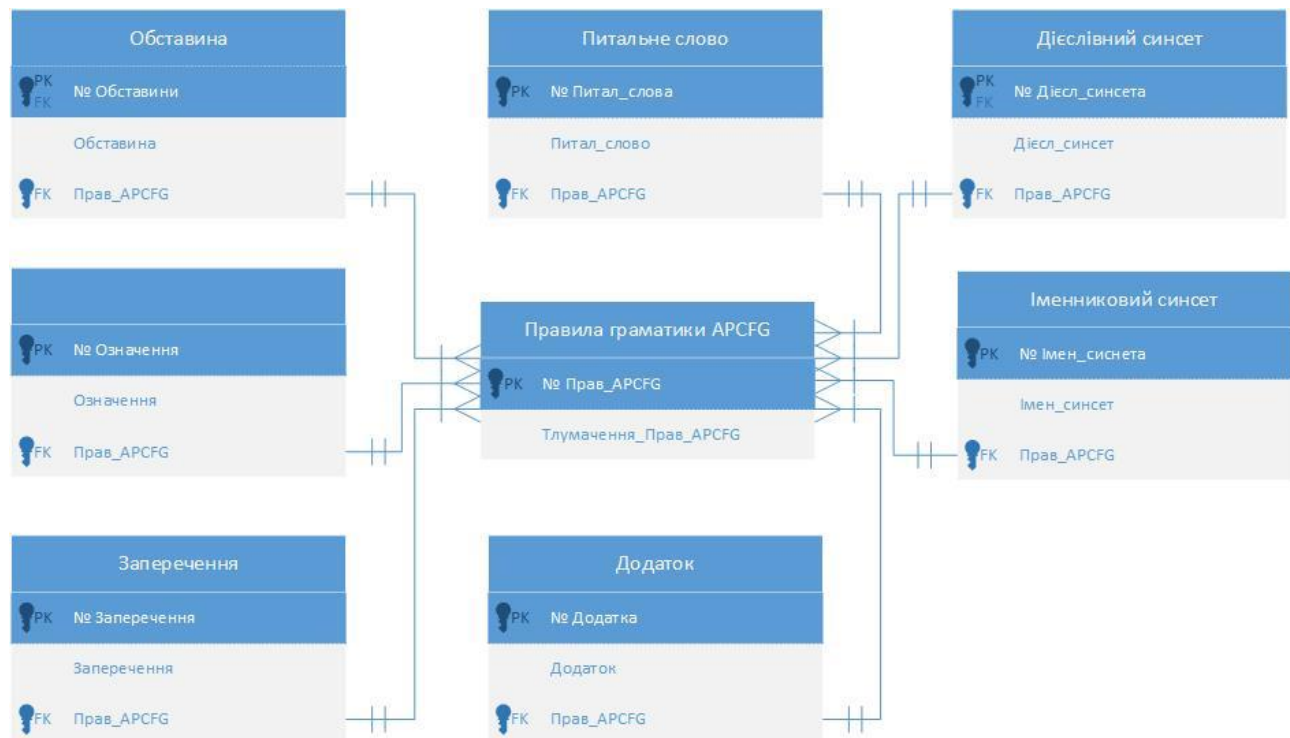 Обставина
PK
FK
№ Обставини
Обставина
FK Прав_APCFG
Питальне слово
PK № Питал_слова
Питал_слово
FK Прав_APCFG
Дієслівний синсет
PK
FK
№ Дієсл_синсета
Дієсл_синсет
FK Прав_APCFG
PK № Означення
Означення
FK Прав_APCFG
Правила граматики APCFG
PK № Прав_APCFG
Тлумачення_Прав_APCFG
Іменниковий синсет
PK № Імен_сиснета
Імен_синсет
FK Прав_APCFG
Заперечення
PK № Заперечення
Заперечення
FK Прав_APCFG
Додаток
PK № Додатка
Додаток
FK Прав_APCFG